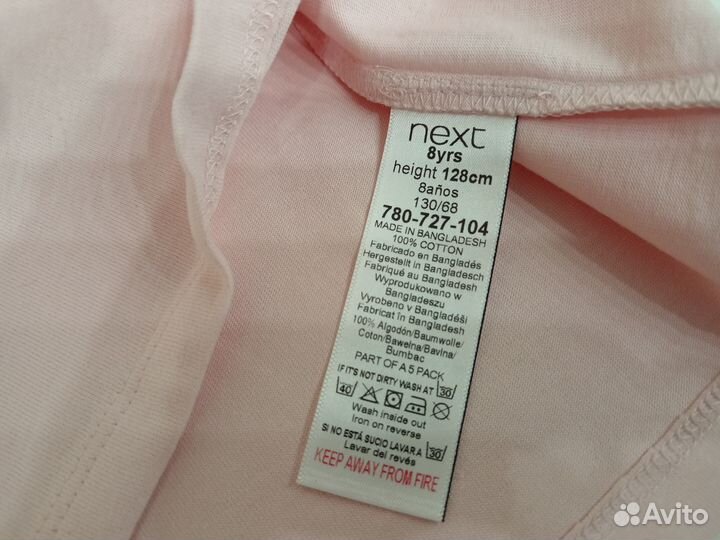 next
8yrs
height 128cm
8años
130/68
780-727-104
MADE IN BANGLADESH
100% COTTON
Fabricado en Bangladés
Hergestellt in Bangladesch
Fabriqué au Bangladesh
Wyprodukowano w
Bangladeszu
Vyrobeno v Bangladéši
Fabricat în Bangladesh
100% Algodón/Baumwolle/
Coton/Bawełna/Bavlna/
Bumbac
PART OF A 5 PACK
IF IT'S NOT DIRTY WASH AT 30
40
Wash inside out
Iron on reverse
SI NO ESTÁ SUCIO LAVAR A 30
Lavar del revés
KEEP AWAY FROM FIRE
Avito